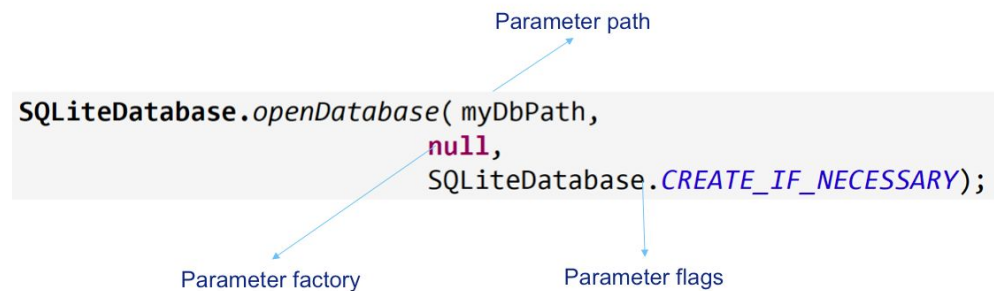 Parameter path
SQLiteDatabase.openDatabase( myDbPath,
null,
SQLiteDatabase.CREATE_IF_NECESSARY);
Parameter factory
Parameter flags